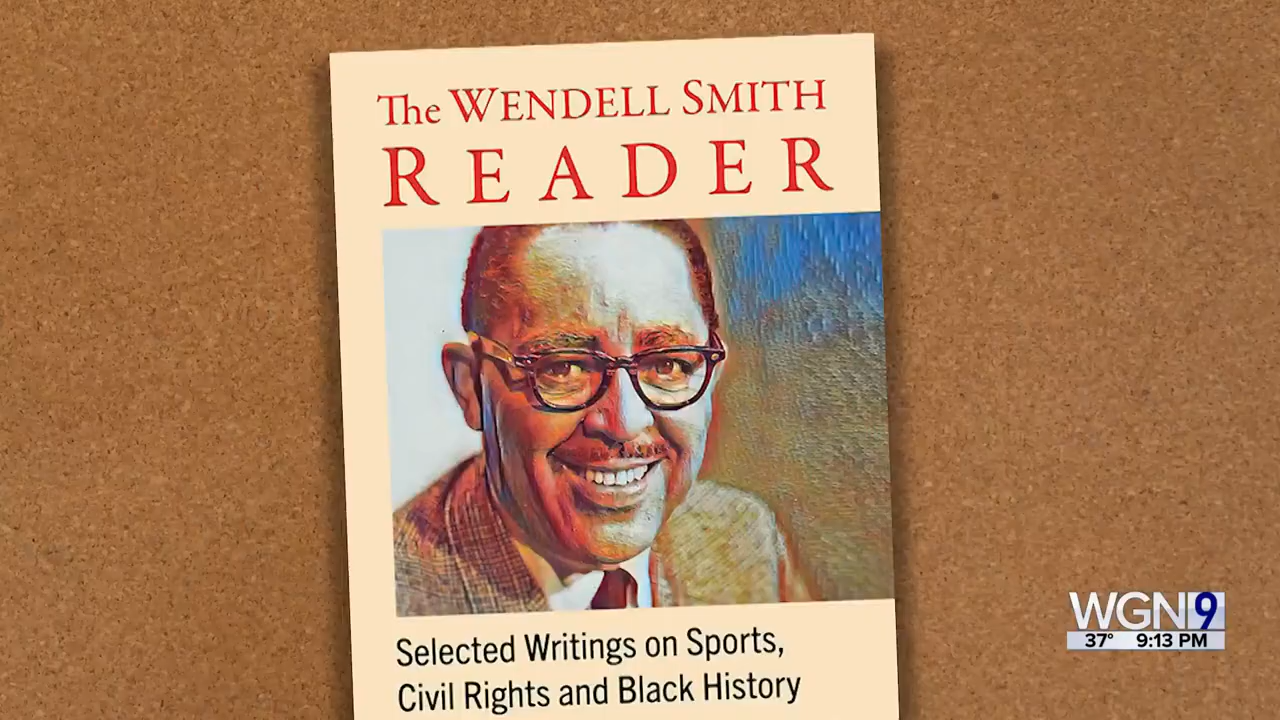 The WENDELL SMITH
READER
Selected Writings on Sports,
Civil Rights and Black History
WGN9
37° 9:13 PM